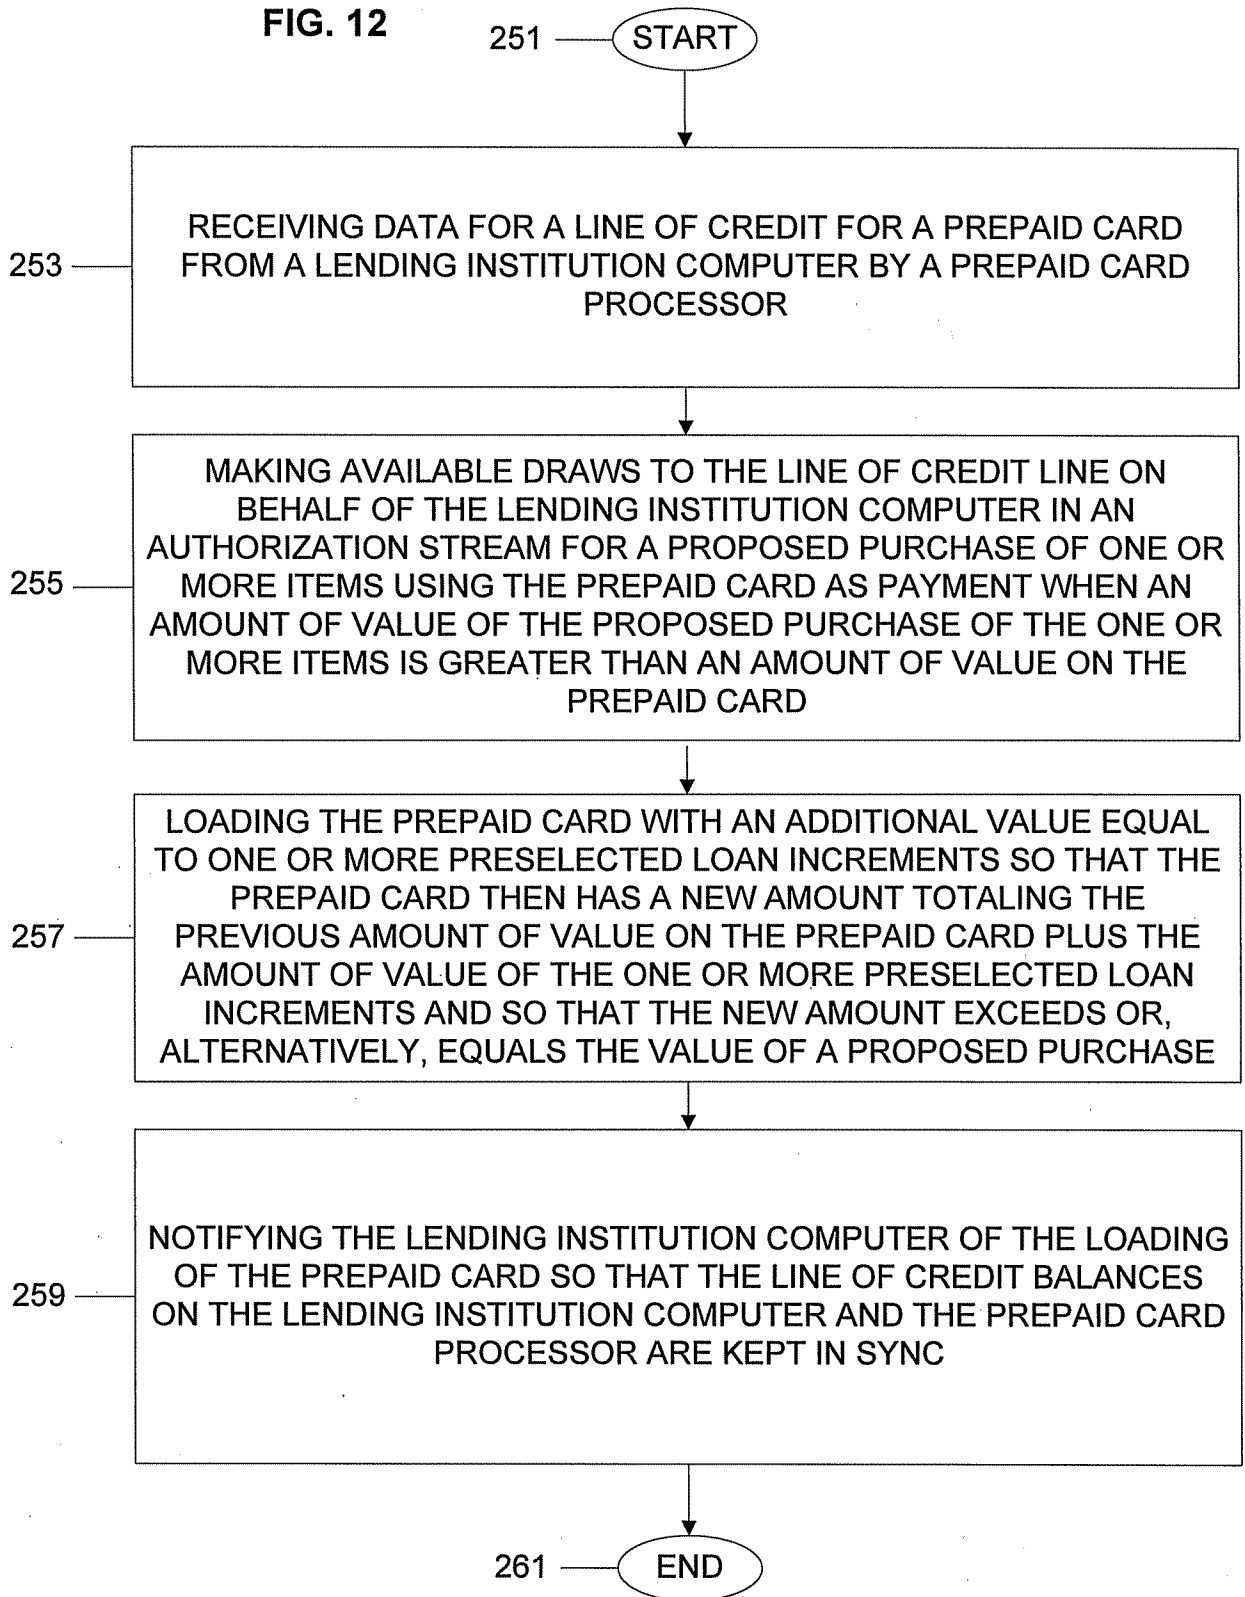 FIG. 12
251
START
253
RECEIVING DATA FOR A LINE OF CREDIT FOR A PREPAID CARD
FROM A LENDING INSTITUTION COMPUTER BY A PREPAID CARD
PROCESSOR
255
MAKING AVAILABLE DRAWS TO THE LINE OF CREDIT LINE ON
BEHALF OF THE LENDING INSTITUTION COMPUTER IN AN
AUTHORIZATION STREAM FOR A PROPOSED PURCHASE OF ONE OR
MORE ITEMS USING THE PREPAID CARD AS PAYMENT WHEN AN
AMOUNT OF VALUE OF THE PROPOSED PURCHASE OF THE ONE OR
MORE ITEMS IS GREATER THAN AN AMOUNT OF VALUE ON THE
PREPAID CARD
257
LOADING THE PREPAID CARD WITH AN ADDITIONAL VALUE EQUAL
TO ONE OR MORE PRESELECTED LOAN INCREMENTS SO THAT THE
PREPAID CARD THEN HAS A NEW AMOUNT TOTALING THE
PREVIOUS AMOUNT OF VALUE ON THE PREPAID CARD PLUS THE
AMOUNT OF VALUE OF THE ONE OR MORE PRESELECTED LOAN
INCREMENTS AND SO THAT THE NEW AMOUNT EXCEEDS OR,
ALTERNATIVELY, EQUALS THE VALUE OF A PROPOSED PURCHASE
259
NOTIFYING THE LENDING INSTITUTION COMPUTER OF THE LOADING
OF THE PREPAID CARD SO THAT THE LINE OF CREDIT BALANCES
ON THE LENDING INSTITUTION COMPUTER AND THE PREPAID CARD
PROCESSOR ARE KEPT IN SYNC
261
END